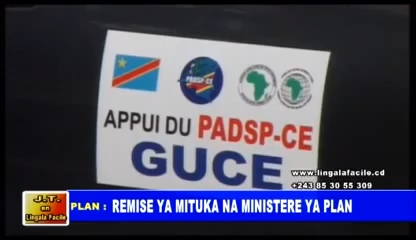 PADSP-CE
APPUI DU PADSP-CE
GUCE
www.lingalafacile.cd
+243 85 30 55 309
J.T.
en
Lingala Facile
PLAN : REMISE YA MITUKA NA MINISTERE YA PLAN